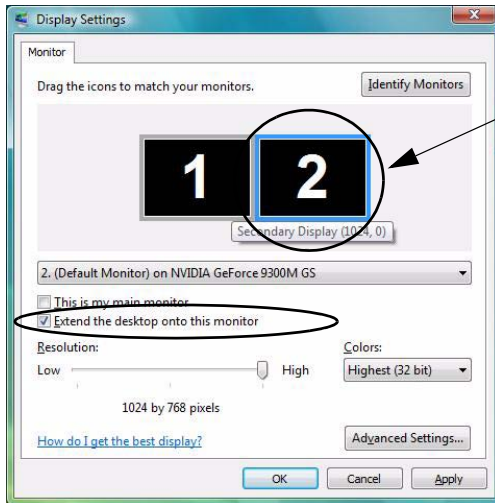 Display Settings
Monitor
Drag the icons to match your monitors.
Identify Monitors
1
2
Secondary Display (1024, 0)
2. (Default Monitor) on NVIDIA GeForce 9300M GS
This is my main monitor
Extend the desktop onto this monitor
Resolution:
Colors:
Low
High
Highest (32 bit)
1024 by 768 pixels
How do I get the best display?
Advanced Settings...
OK
Cancel
Apply